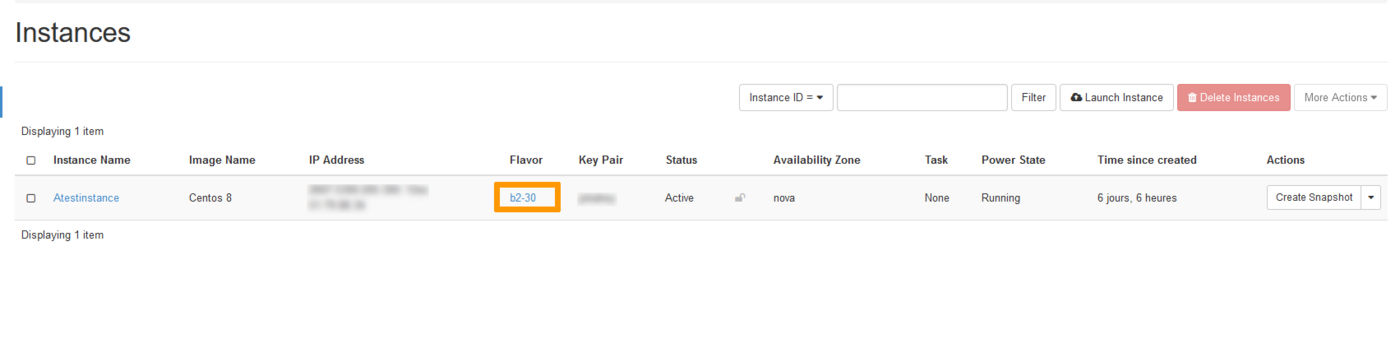 Instances
Instance ID = Filter Launch Instance Delete Instances More Actions
Displaying 1 item
Instance Name Image Name IP Address Flavor Key Pair Status Availability Zone Task Power State Time since created Actions
Atestinstance Centos 8 b2-30 Active nova None Running 6 jours, 6 heures Create Snapshot
Displaying 1 item